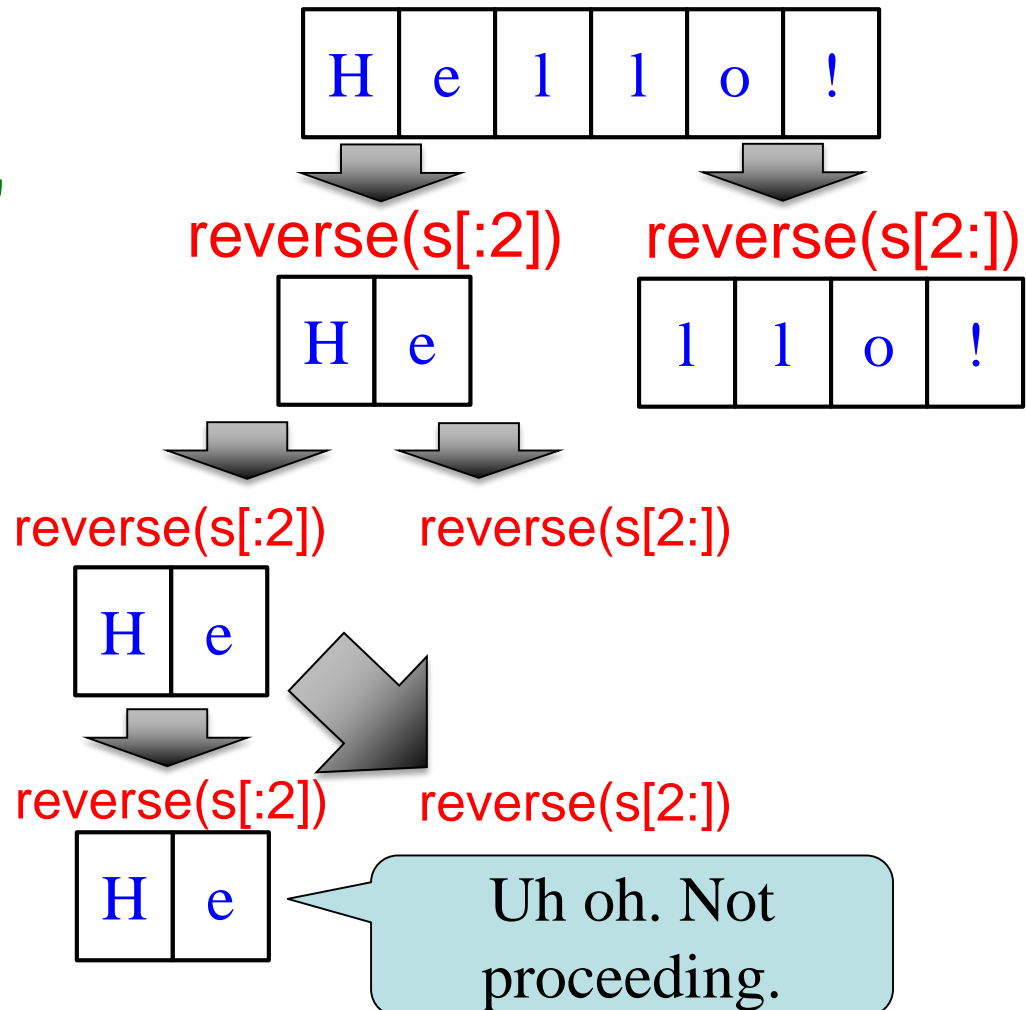 H e l l o !
reverse(s[:2]) reverse(s[2:])
H e l l o !
reverse(s[:2]) reverse(s[2:])
H e
reverse(s[:2]) reverse(s[2:])
H e
Uh oh. Not
proceeding.